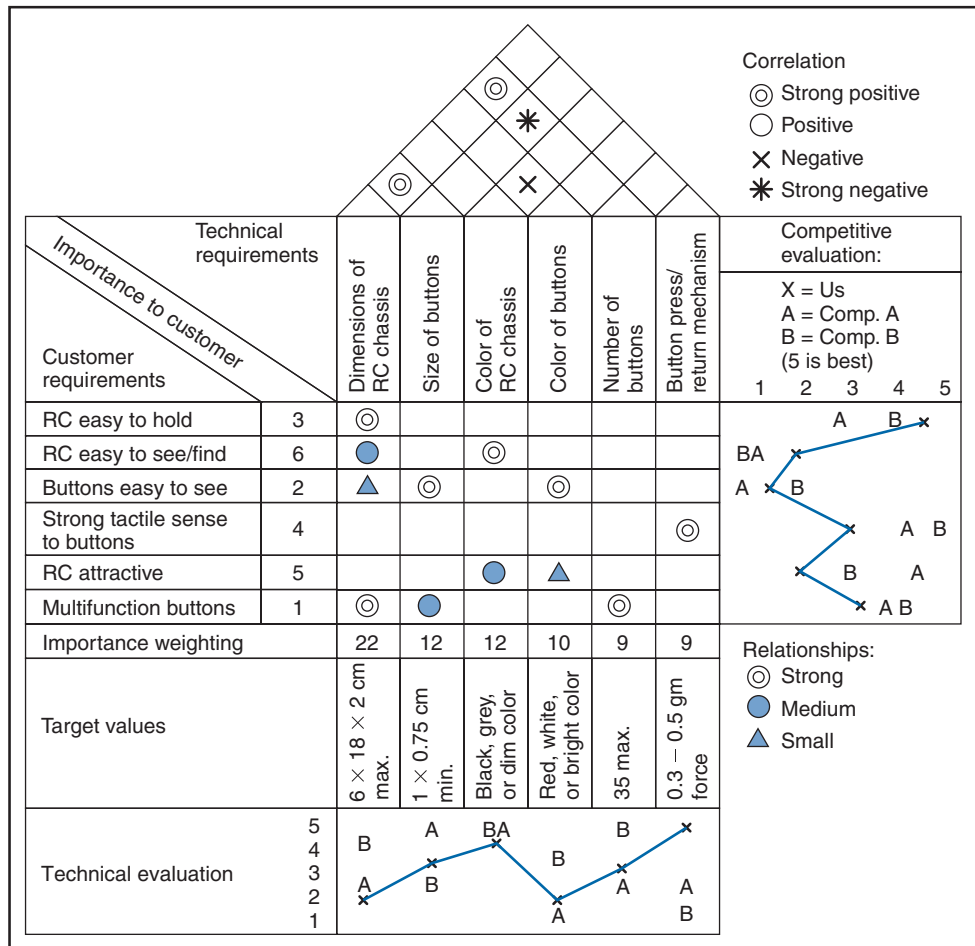 Correlation
Strong positive
Positive
Negative
Strong negative
Technical
requirements
Importance to customer
Customer
requirements
Dimensions of
RC chassis
Size of buttons
Color of
RC chassis
Color of buttons
Number of
buttons
Button press/
return mechanism
Competitive
evaluation:
X = Us
A = Comp. A
B = Comp. B
(5 is best)
1 2 3 4 5
RC easy to hold 3 A B
RC easy to see/find 6 BA
Buttons easy to see 2 A B
Strong tactile sense
to buttons 4 A B
RC attractive 5 B A
Multifunction buttons 1 A B
Importance weighting 22 12 12 10 9 9
Relationships:
Strong
Medium
Small
Target values
6 × 18 × 2 cm
max.
1 × 0.75 cm
min.
Black, grey,
or dim color
Red, white,
or bright color
35 max.
0.3 – 0.5 gm
force
Technical evaluation
5 A BA B
4 B B
3
2 A B A A
1 A B